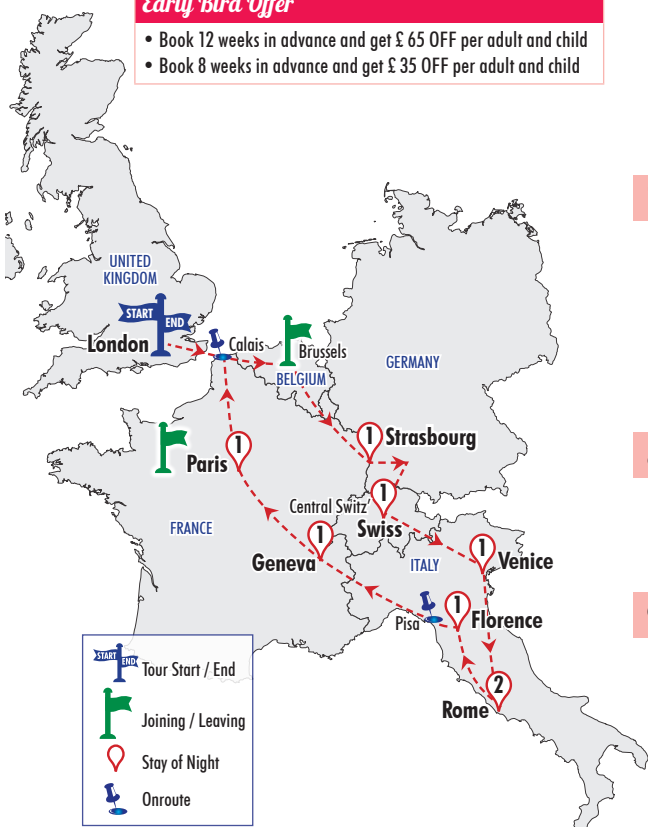 Early Bird Offer
• Book 12 weeks in advance and get £ 65 OFF per adult and child
• Book 8 weeks in advance and get £ 35 OFF per adult and child
UNITED
KINGDOM
START
END
London
Calais
Brussels
BELGIUM
GERMANY
1
Strasbourg
1
Paris
1
Central Switz
Swiss
FRANCE
1
Geneva
1
Venice
ITALY
1
Florence
Pisa
2
Rome
START
END
Tour Start / End
Joining / Leaving
Stay of Night
Onroute